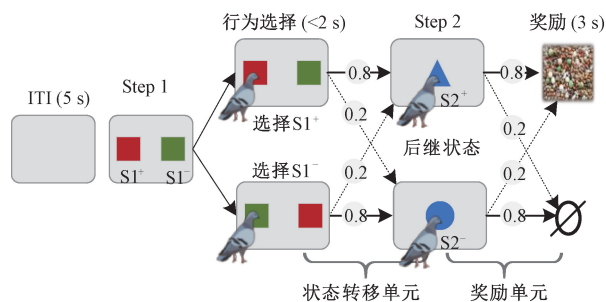 行为选择 (<2 s)
Step 2
奖励 (3 s)
ITI (5 s)
Step 1
S1⁺
S1⁻
选择S1⁺
选择S1⁻
0.8
0.2
0.2
0.8
S2⁺
后继状态
S2⁻
0.8
0.2
0.2
0.8
∅
状态转移单元
奖励单元